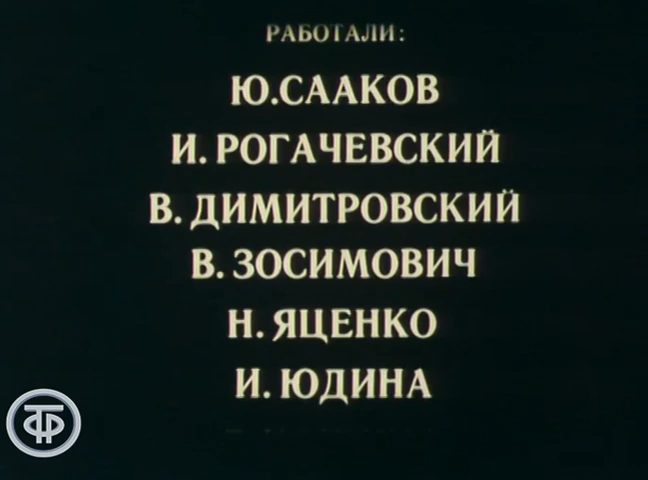 РАБОТАЛИ:
Ю.СААКОВ
И. РОГАЧЕВСКИЙ
В. ДИМИТРОВСКИЙ
В. ЗОСИМОВИЧ
Н. ЯЦЕНКО
И. ЮДИНА